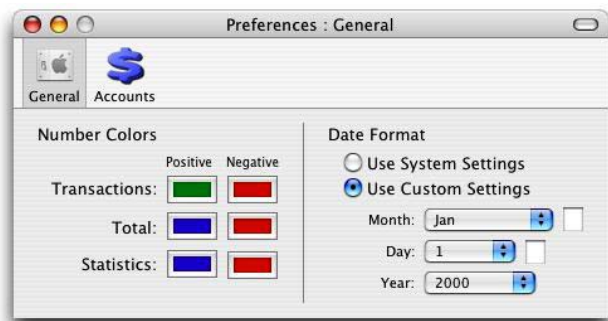 Preferences : General
General
Accounts
Number Colors
Positive Negative
Transactions:
Total:
Statistics:
Date Format
Use System Settings
Use Custom Settings
Month: Jan
Day: 1
Year: 2000